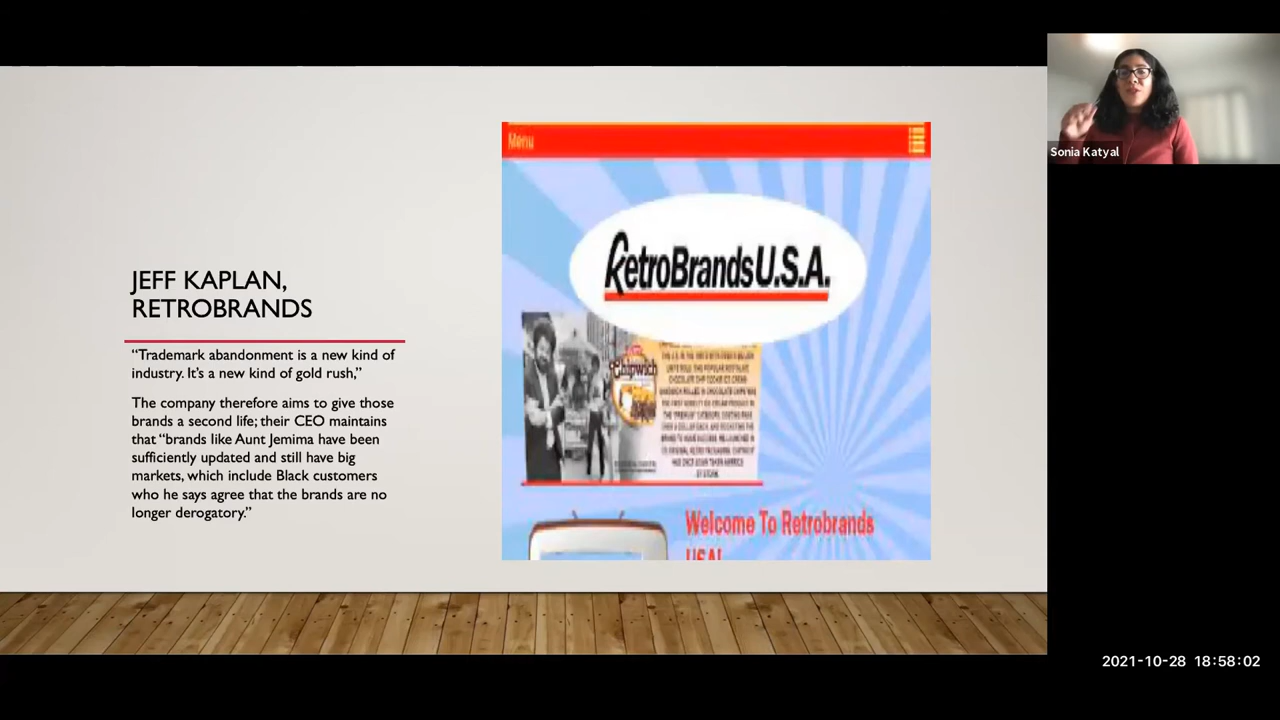 JEFF KAPLAN,
RETROBRANDS
“Trademark abandonment is a new kind of
industry. It’s a new kind of gold rush,”
The company therefore aims to give those
brands a second life; their CEO maintains
that “brands like Aunt Jemima have been
sufficiently updated and still have big
markets, which include Black customers
who he says agree that the brands are no
longer derogatory.”
Menu
RetroBrands U.S.A.
Chipwich
Welcome To Retrobrands
USA!
Sonia Katyal
2021-10-28 18:58:02